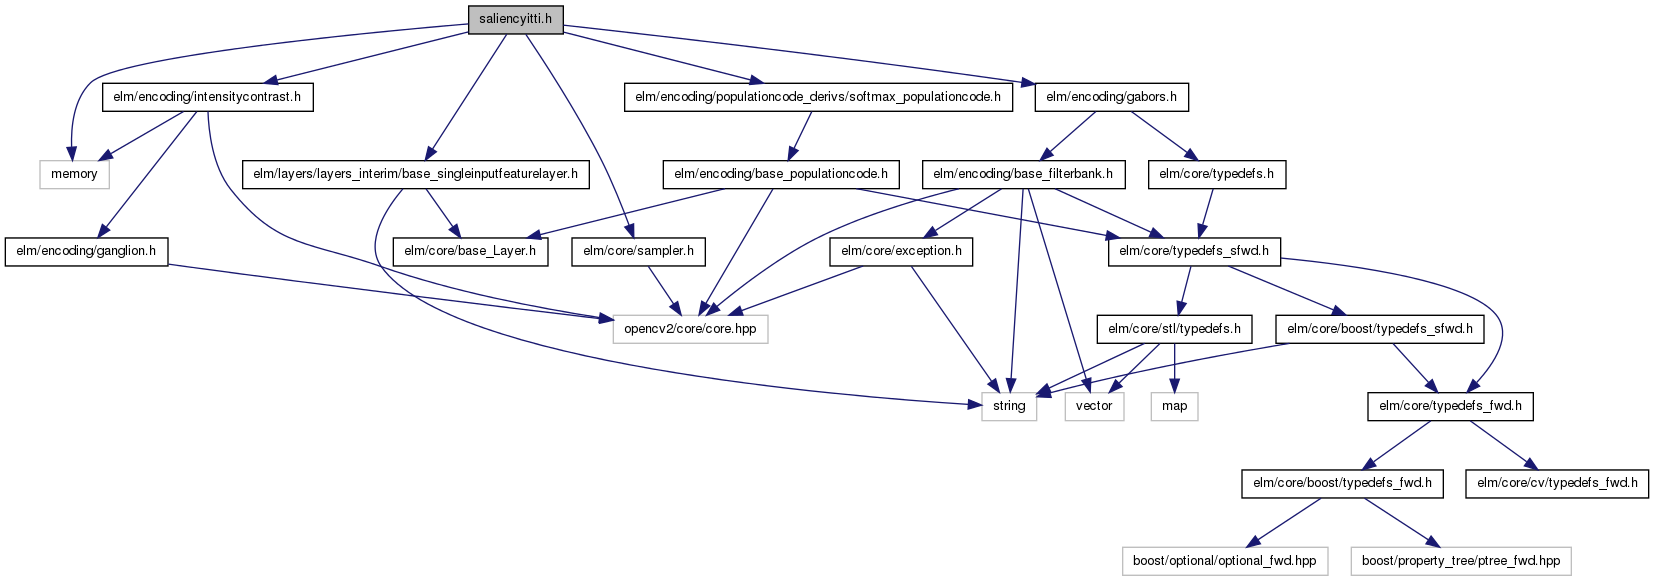 saliencyitti.h
elm/encoding/intensitycontrast.h
elm/encoding/populationcode_derivs/softmax_populationcode.h
elm/encoding/gabors.h
memory
elm/layers/layers_interim/base_singleinputfeaturelayer.h
elm/encoding/base_populationcode.h
elm/encoding/base_filterbank.h
elm/core/typedefs.h
elm/encoding/ganglion.h
elm/core/base_Layer.h
elm/core/sampler.h
elm/core/exception.h
elm/core/typedefs_sfwd.h
opencv2/core/core.hpp
elm/core/stl/typedefs.h
elm/core/boost/typedefs_sfwd.h
string
vector
map
elm/core/typedefs_fwd.h
elm/core/boost/typedefs_fwd.h
elm/core/cv/typedefs_fwd.h
boost/optional/optional_fwd.hpp
boost/property_tree/ptree_fwd.hpp